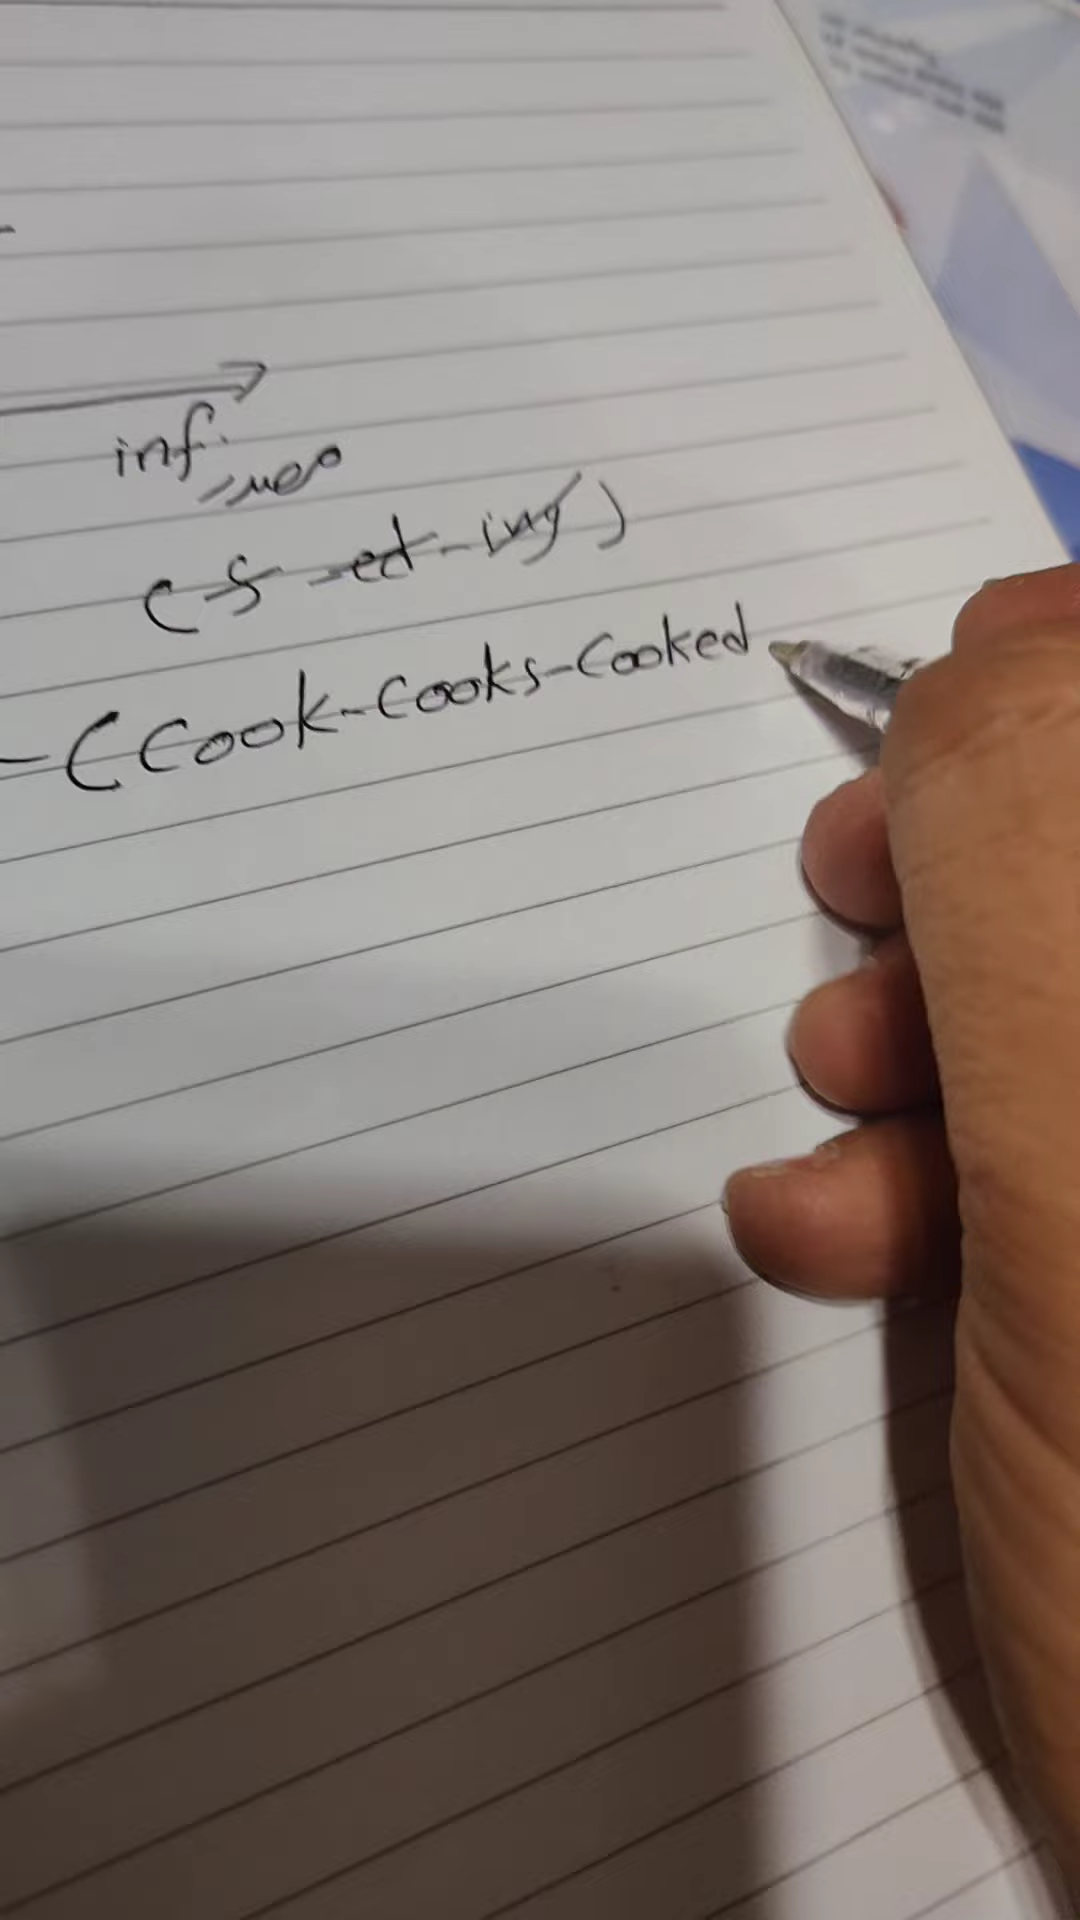 inf.
مصدر
(s - ed - ing)
- (Cook - Cooks - Cooked